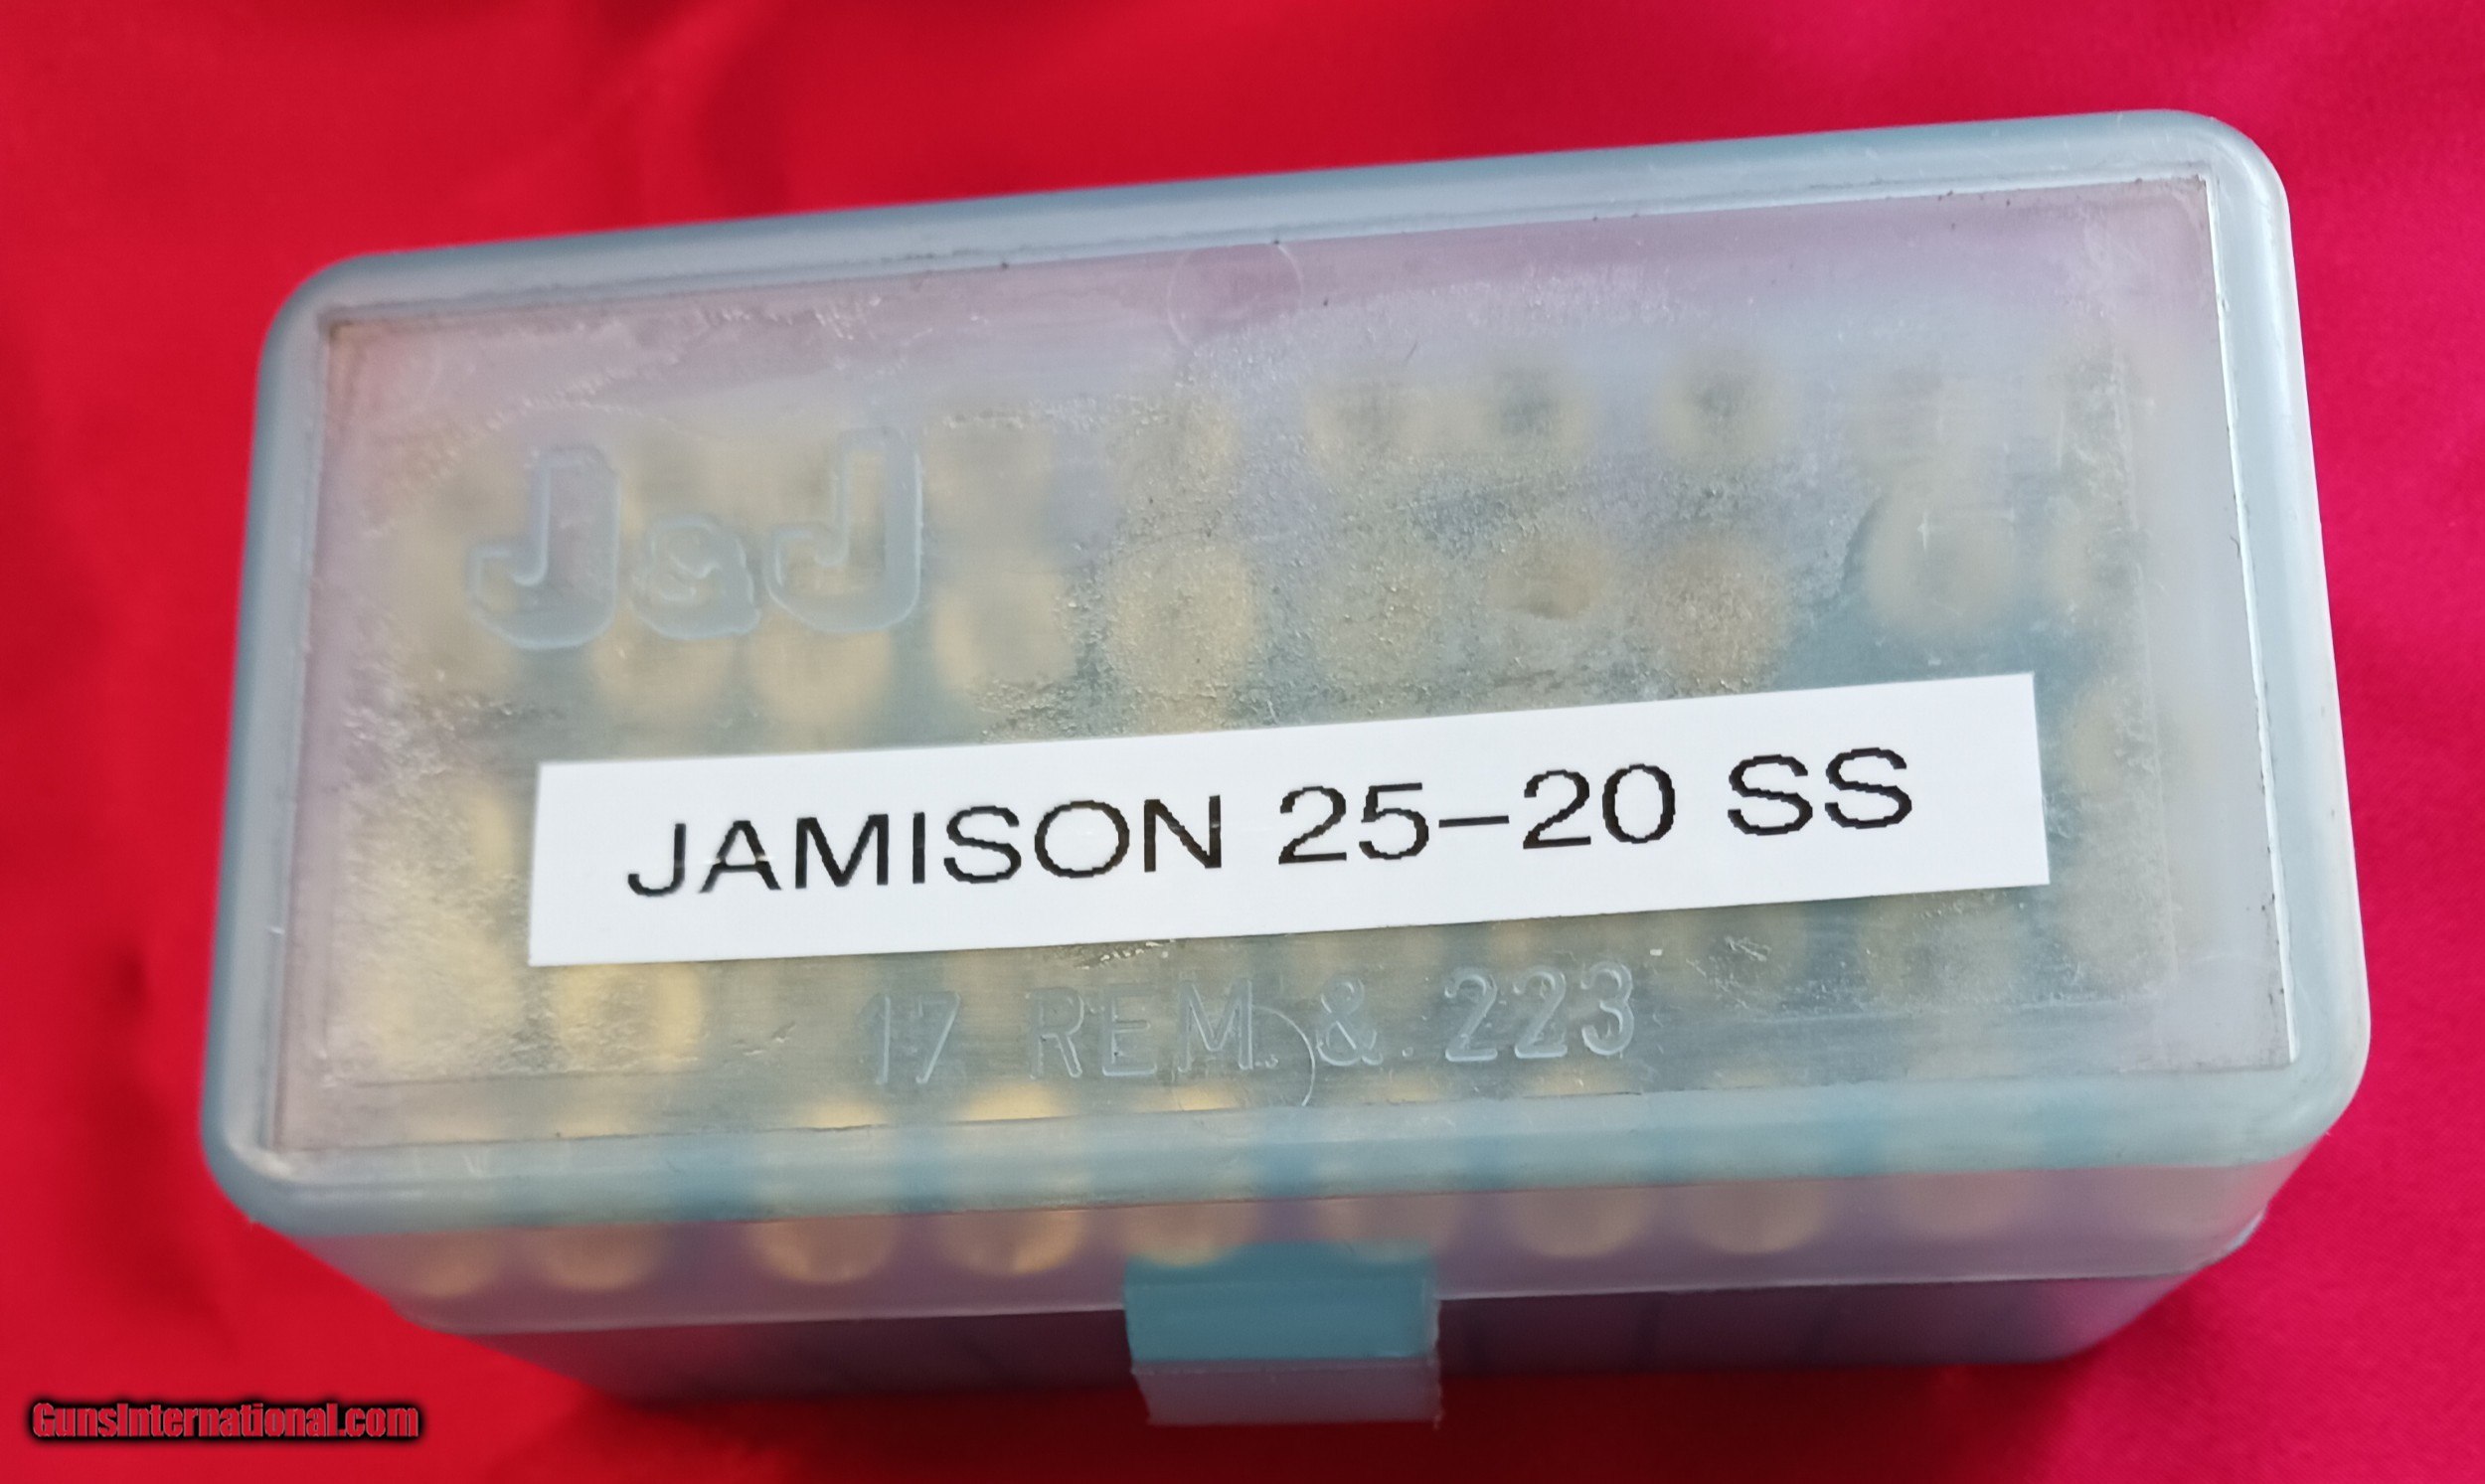 J&J
JAMISON 25-20 SS
17 REM & .223
GunsInternational.com